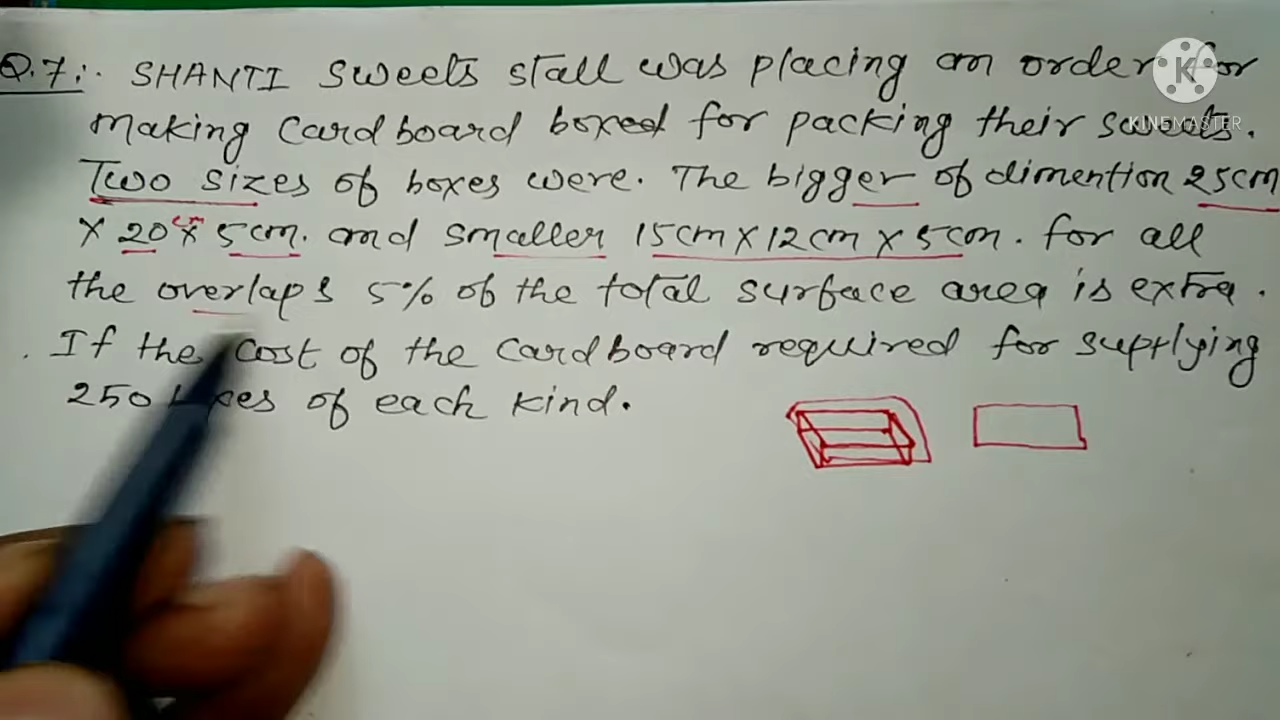 Q.7:. SHANTI sweets stall was placing an order for
making cardboard boxed for packing their sweets.
Two sizes of boxes were. The bigger of dimention 25cm
x 20cm x 5cm. and smaller 15cm x 12cm x 5cm. for all
the overlaps 5% of the total surface area is extra.
If the cost of the cardboard required for supplying
250 of each kind.
KINEMASTER